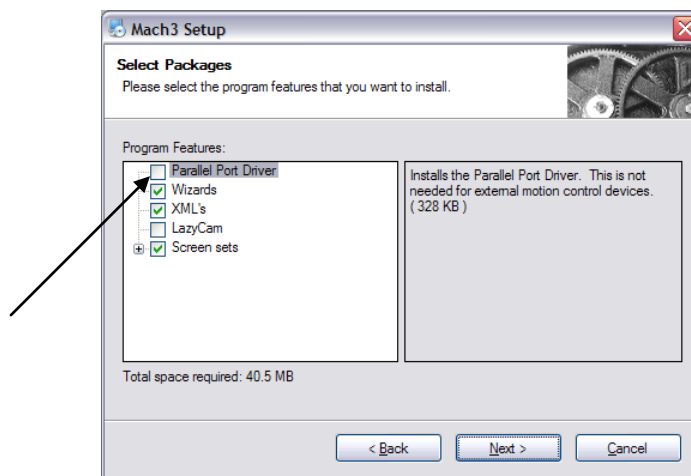 Mach3 Setup
Select Packages
Please select the program features that you want to install.
Program Features:
Parallel Port Driver
Wizards
XML's
LazyCam
Screen sets
Installs the Parallel Port Driver.  This is not
needed for external motion control devices.
( 328 KB )
Total space required: 40.5 MB
< Back
Next >
Cancel